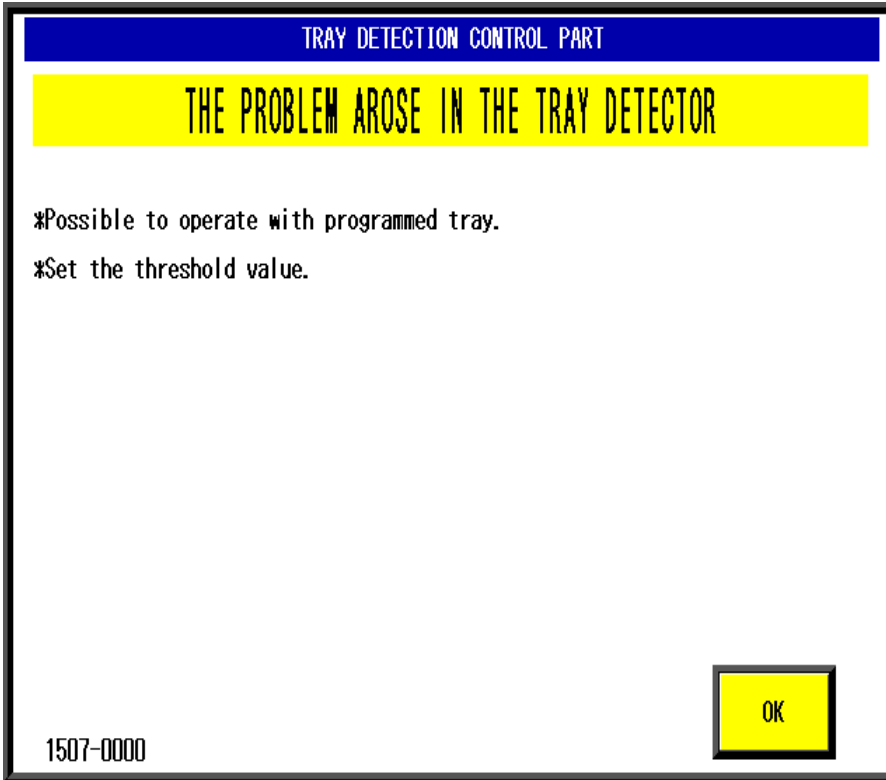 TRAY DETECTION CONTROL PART
THE PROBLEM AROSE IN THE TRAY DETECTOR
*Possible to operate with programmed tray.
*Set the threshold value.
OK
1507-0000